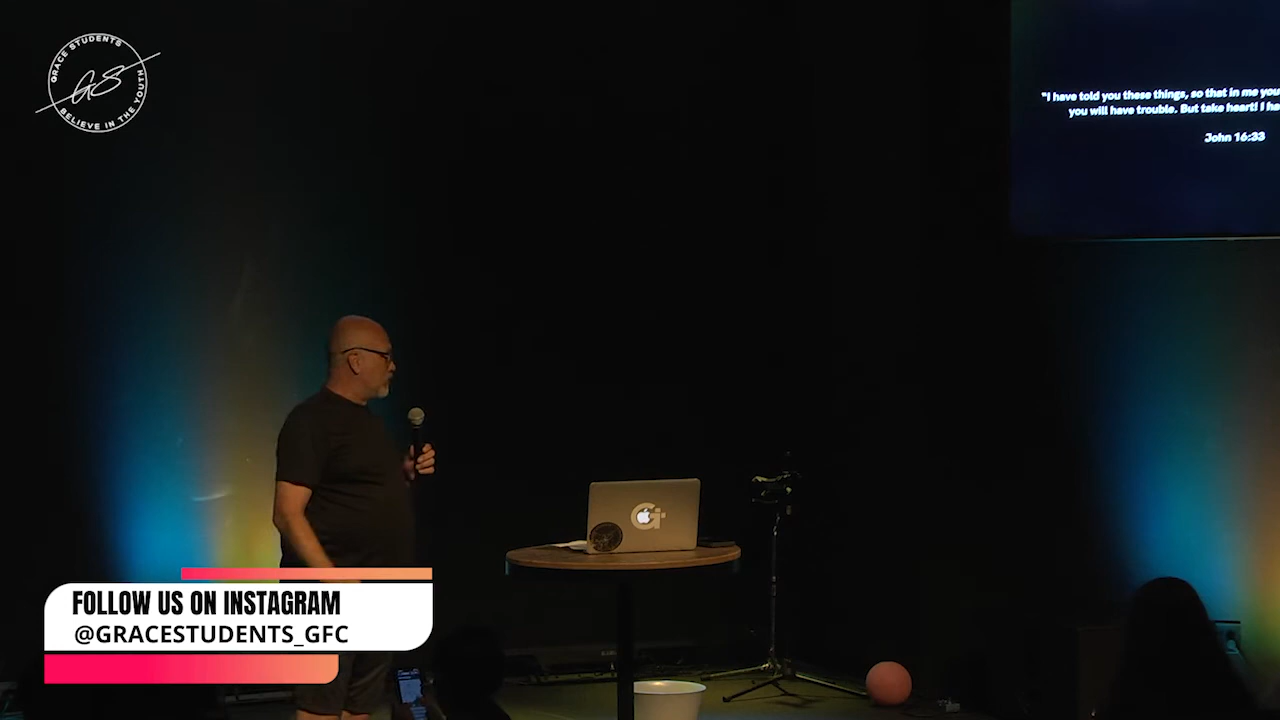 GRACE STUDENTS
GS
BELIEVE IN THE YOUTH
"I have told you these things, so that in me you
you will have trouble. But take heart! I ha
John 16:33
FOLLOW US ON INSTAGRAM
@GRACESTUDENTS_GFC